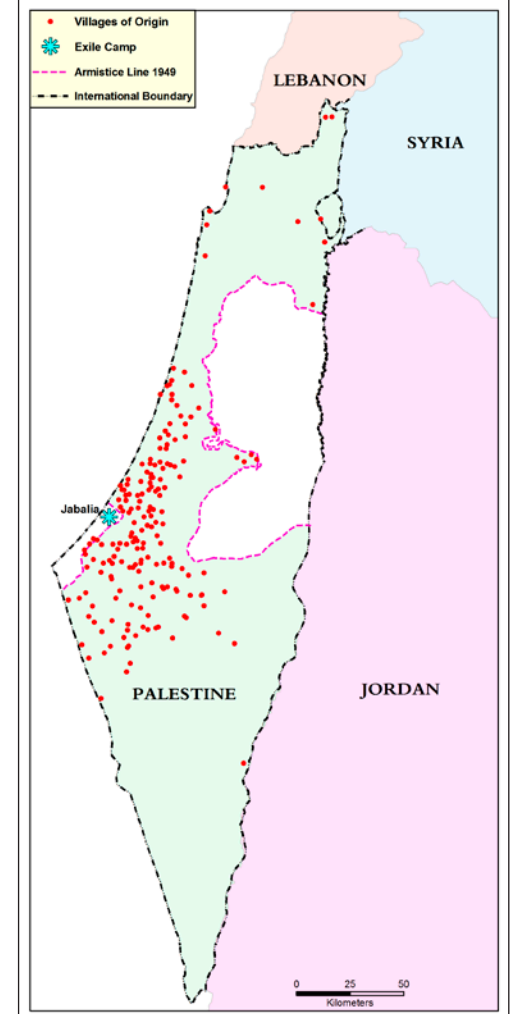 Villages of Origin
Exile Camp
Armistice Line 1949
International Boundary
LEBANON
SYRIA
Jabalia
PALESTINE
JORDAN
0 25 50
Kilometers